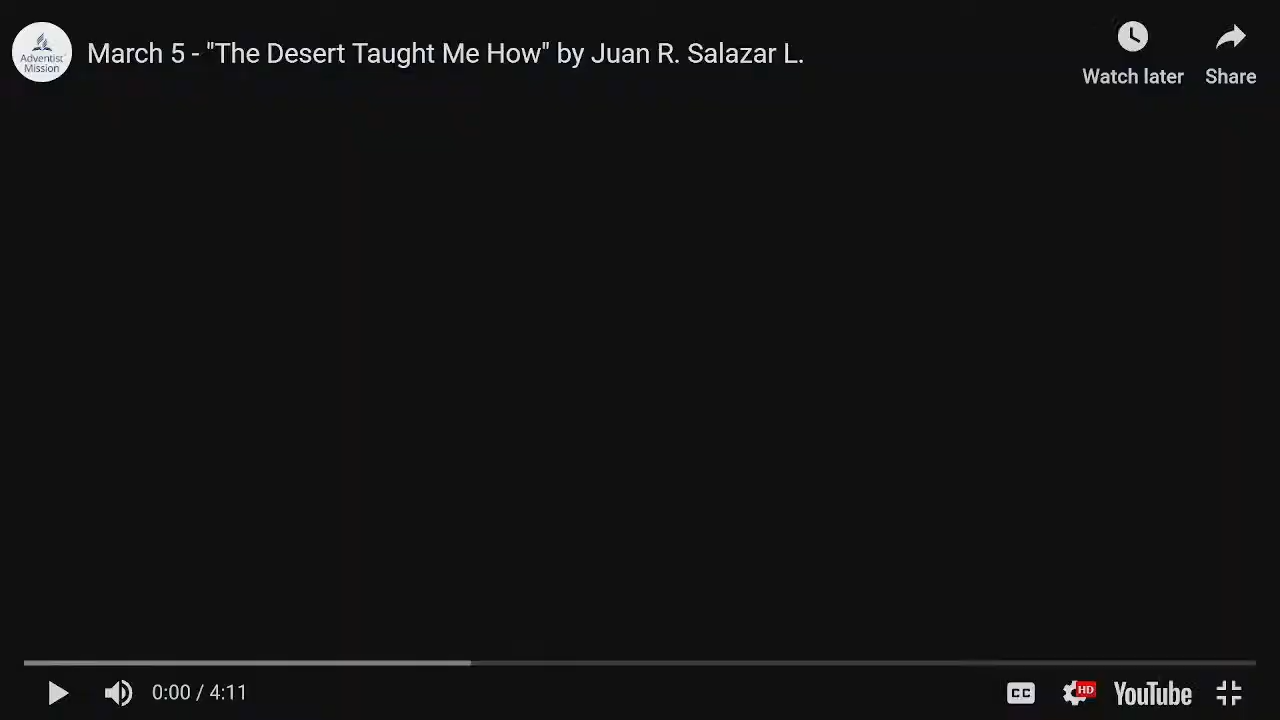 Adventist
Mission
March 5 - "The Desert Taught Me How" by Juan R. Salazar L.
Watch later
Share
0:00 / 4:11
CC
HD
YouTube